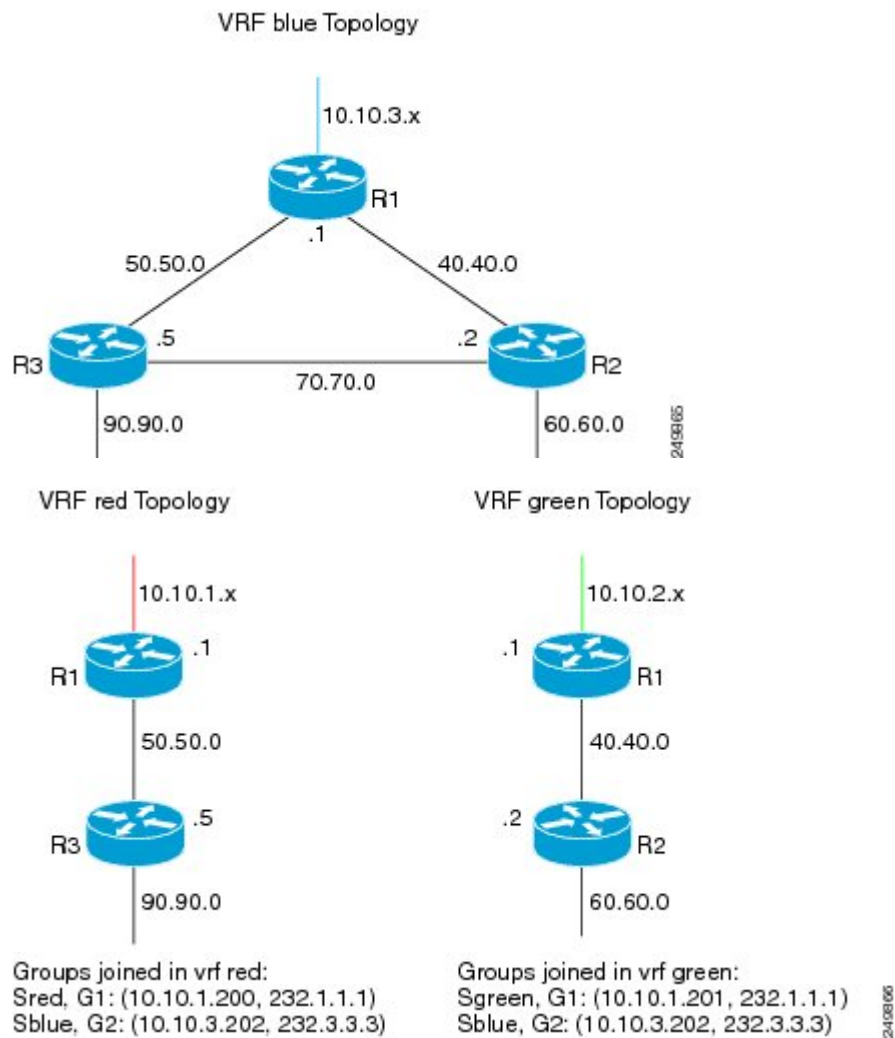 VRF blue Topology
10.10.3.x
R1
.1
50.50.0
40.40.0
.5
.2
R3
R2
70.70.0
90.90.0
60.60.0
249865
VRF red Topology
10.10.1.x
.1
R1
50.50.0
.5
R3
90.90.0
Groups joined in vrf red:
Sred, G1: (10.10.1.200, 232.1.1.1)
Sblue, G2: (10.10.3.202, 232.3.3.3)
VRF green Topology
10.10.2.x
.1
R1
40.40.0
.2
R2
60.60.0
Groups joined in vrf green:
Sgreen, G1: (10.10.1.201, 232.1.1.1)
Sblue, G2: (10.10.3.202, 232.3.3.3)
249866